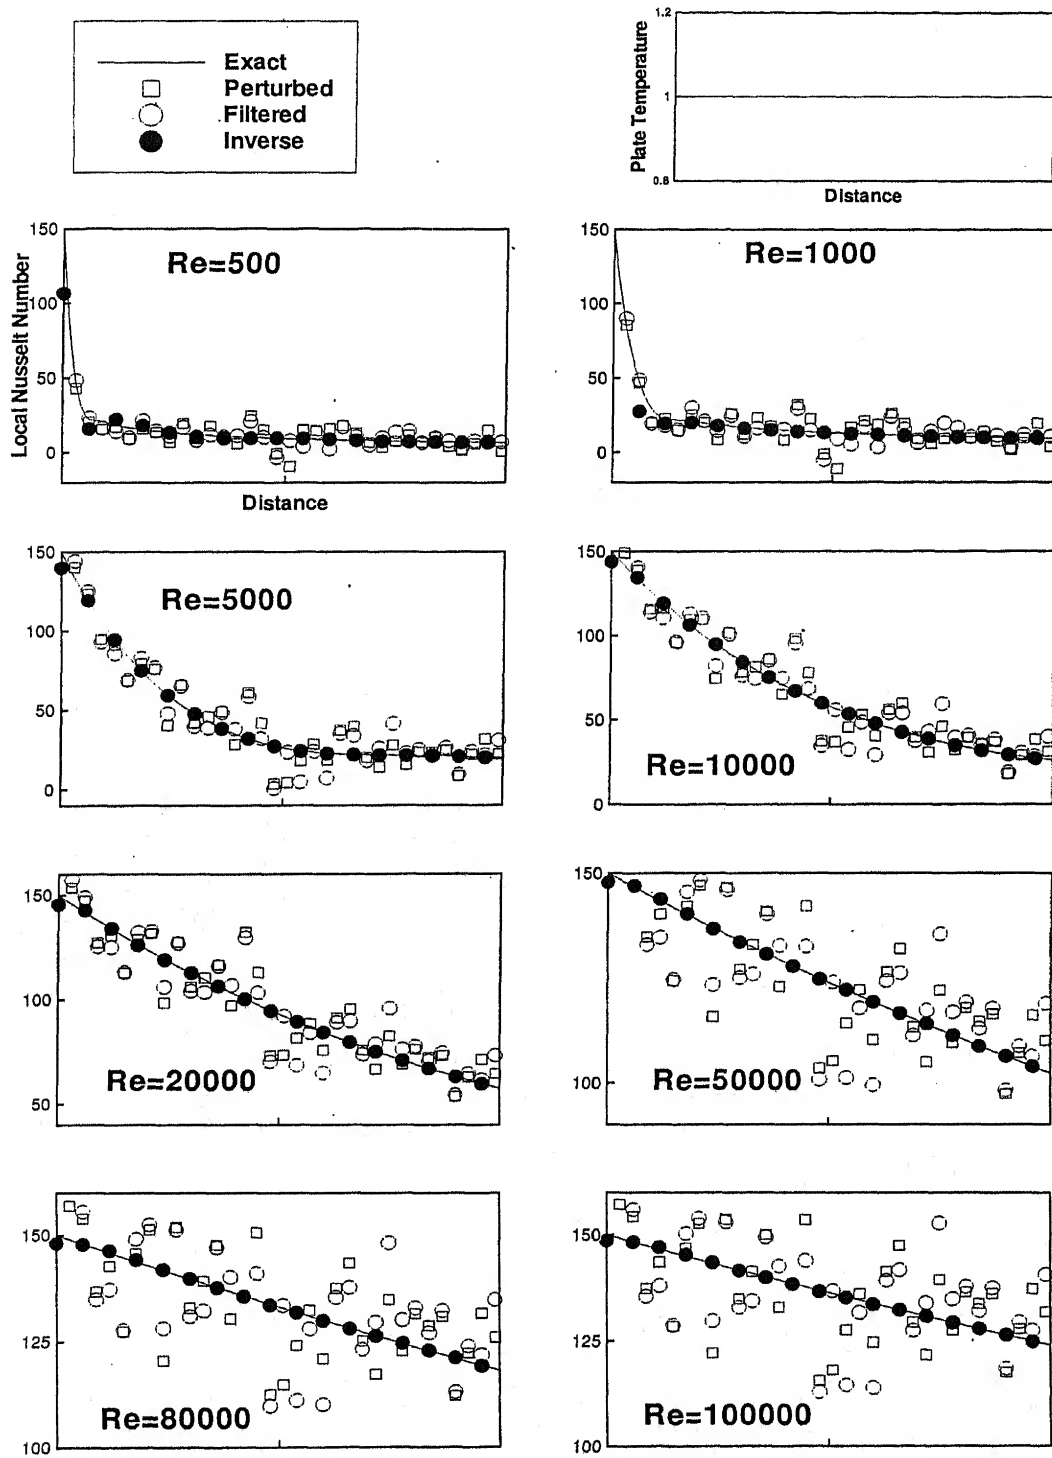 Exact
Perturbed
Filtered
Inverse
Plate Temperature
1.2
1
0.8
Distance
Local Nusselt Number
150
100
50
0
Re=500
Distance
150
100
50
0
Re=1000
150
100
50
0
Re=5000
150
100
50
0
Re=10000
150
100
50
Re=20000
150
100
Re=50000
150
125
100
Re=80000
150
125
100
Re=100000